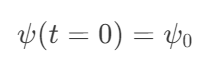 ψ(t = 0) = ψ₀